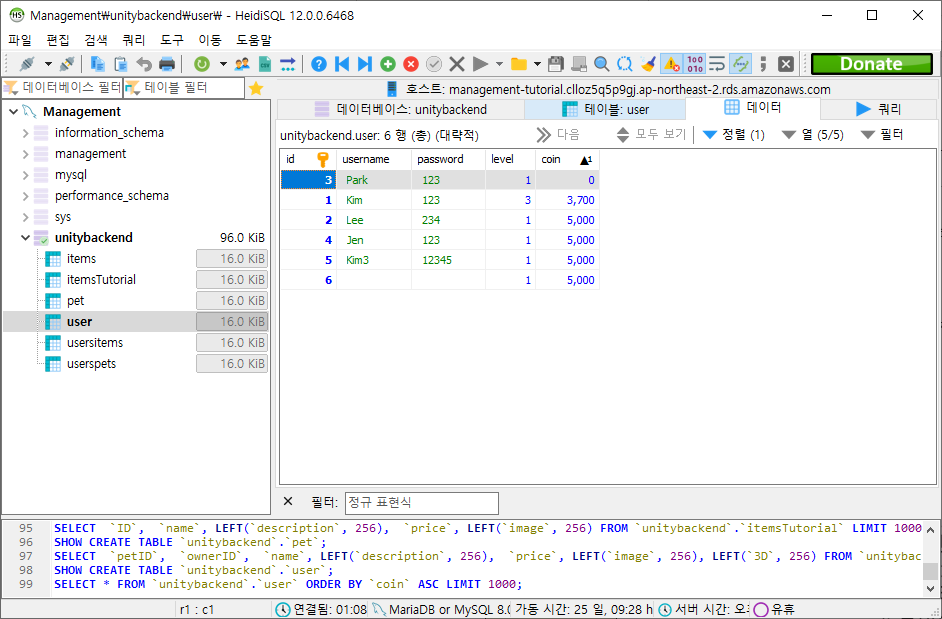 Management₩unitybackend₩user₩ - HeidiSQL 12.0.0.6468
파일 편집 검색 쿼리 도구 이동 도움말
Donate
데이터베이스 필터 테이블 필터
호스트: management-tutorial.clloz5q5p9gj.ap-northeast-2.rds.amazonaws.com
Management
information_schema
management
mysql
performance_schema
sys
unitybackend 96.0 KiB
items 16.0 KiB
itemsTutorial 16.0 KiB
pet 16.0 KiB
user 16.0 KiB
usersitems 16.0 KiB
userspets 16.0 KiB
데이터베이스: unitybackend 테이블: user 데이터 쿼리
unitybackend.user: 6 행 (총) (대략적) 다음 모두 보기 정렬 (1) 열 (5/5) 필터
id username password level coin ▲1
3 Park 123 1 0
1 Kim 123 3 3,700
2 Lee 234 1 5,000
4 Jen 123 1 5,000
5 Kim3 12345 1 5,000
6 1 5,000
필터: 정규 표현식
95 SELECT `ID`, `name`, LEFT(`description`, 256), `price`, LEFT(`image`, 256) FROM `unitybackend`.`itemsTutorial` LIMIT 1000
96 SHOW CREATE TABLE `unitybackend`.`pet`;
97 SELECT `petID`, `ownerID`, `name`, LEFT(`description`, 256), `price`, LEFT(`image`, 256), LEFT(`3D`, 256) FROM `unitybac
98 SHOW CREATE TABLE `unitybackend`.`user`;
99 SELECT * FROM `unitybackend`.`user` ORDER BY `coin` ASC LIMIT 1000;
r1 : c1 연결됨: 01:08 MariaDB or MySQL 8.0 가동 시간: 25 일, 09:28 h 서버 시간: 오 유휴